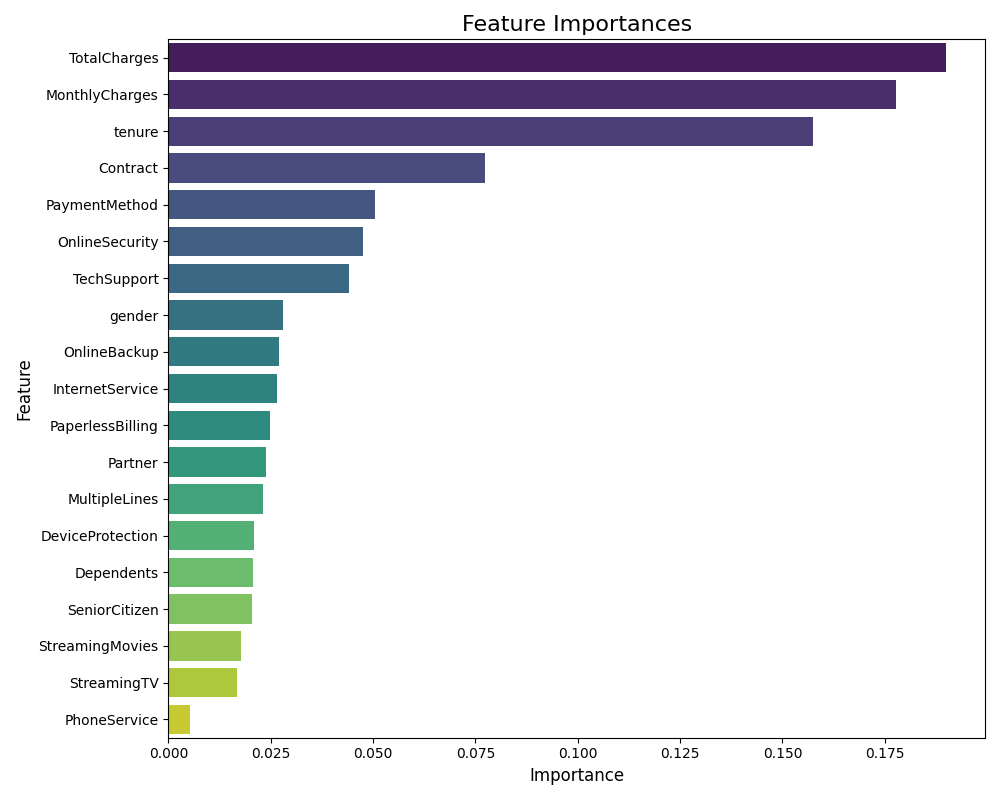 Feature Importances
TotalCharges
MonthlyCharges
tenure
Contract
PaymentMethod
OnlineSecurity
TechSupport
gender
OnlineBackup
InternetService
PaperlessBilling
Partner
MultipleLines
DeviceProtection
Dependents
SeniorCitizen
StreamingMovies
StreamingTV
PhoneService
Feature
0.000 0.025 0.050 0.075 0.100 0.125 0.150 0.175
Importance